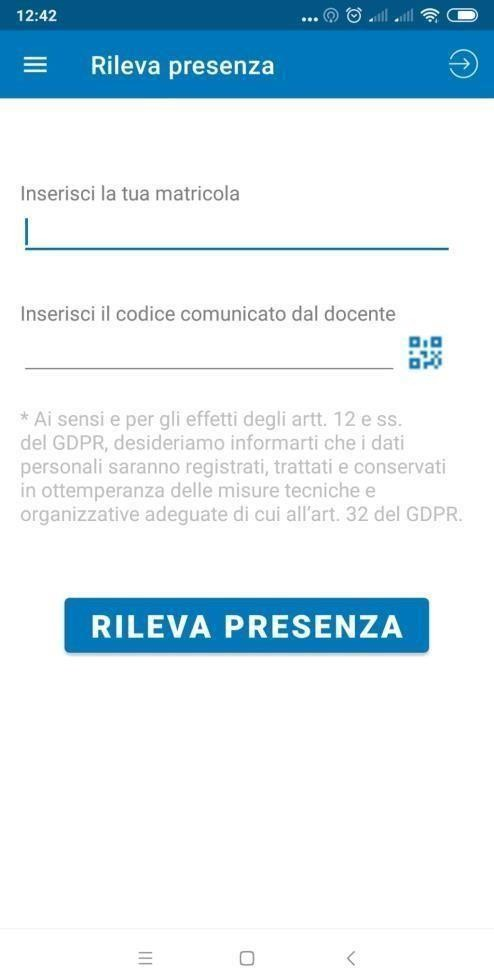 12:42
Rileva presenza
Inserisci la tua matricola
Inserisci il codice comunicato dal docente
* Ai sensi e per gli effetti degli artt. 12 e ss.
del GDPR, desideriamo informarti che i dati
personali saranno registrati, trattati e conservati
in ottemperanza delle misure tecniche e
organizzative adeguate di cui all’art. 32 del GDPR.
RILEVA PRESENZA